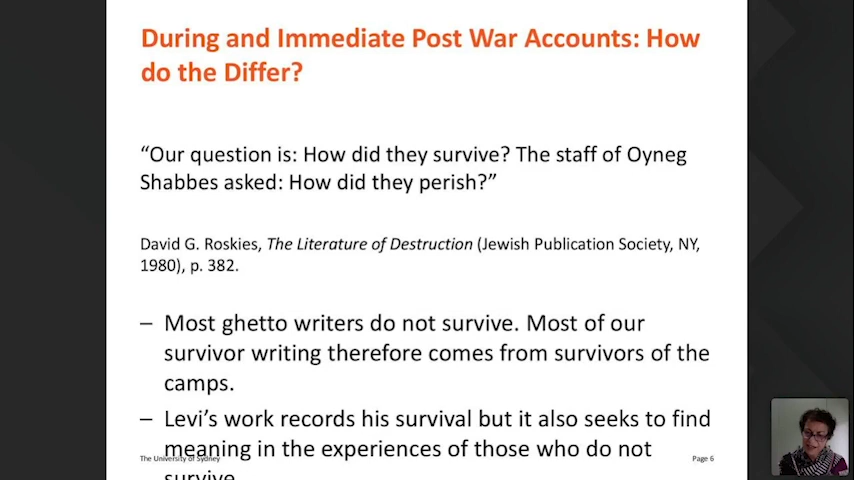 During and Immediate Post War Accounts: How
do the Differ?
“Our question is: How did they survive? The staff of Oyneg
Shabbes asked: How did they perish?”
David G. Roskies, The Literature of Destruction (Jewish Publication Society, NY,
1980), p. 382.
– Most ghetto writers do not survive. Most of our
survivor writing therefore comes from survivors of the
camps.
– Levi’s work records his survival but it also seeks to find
meaning in the experiences of those who do not
survive
The University of Sydney
Page 6